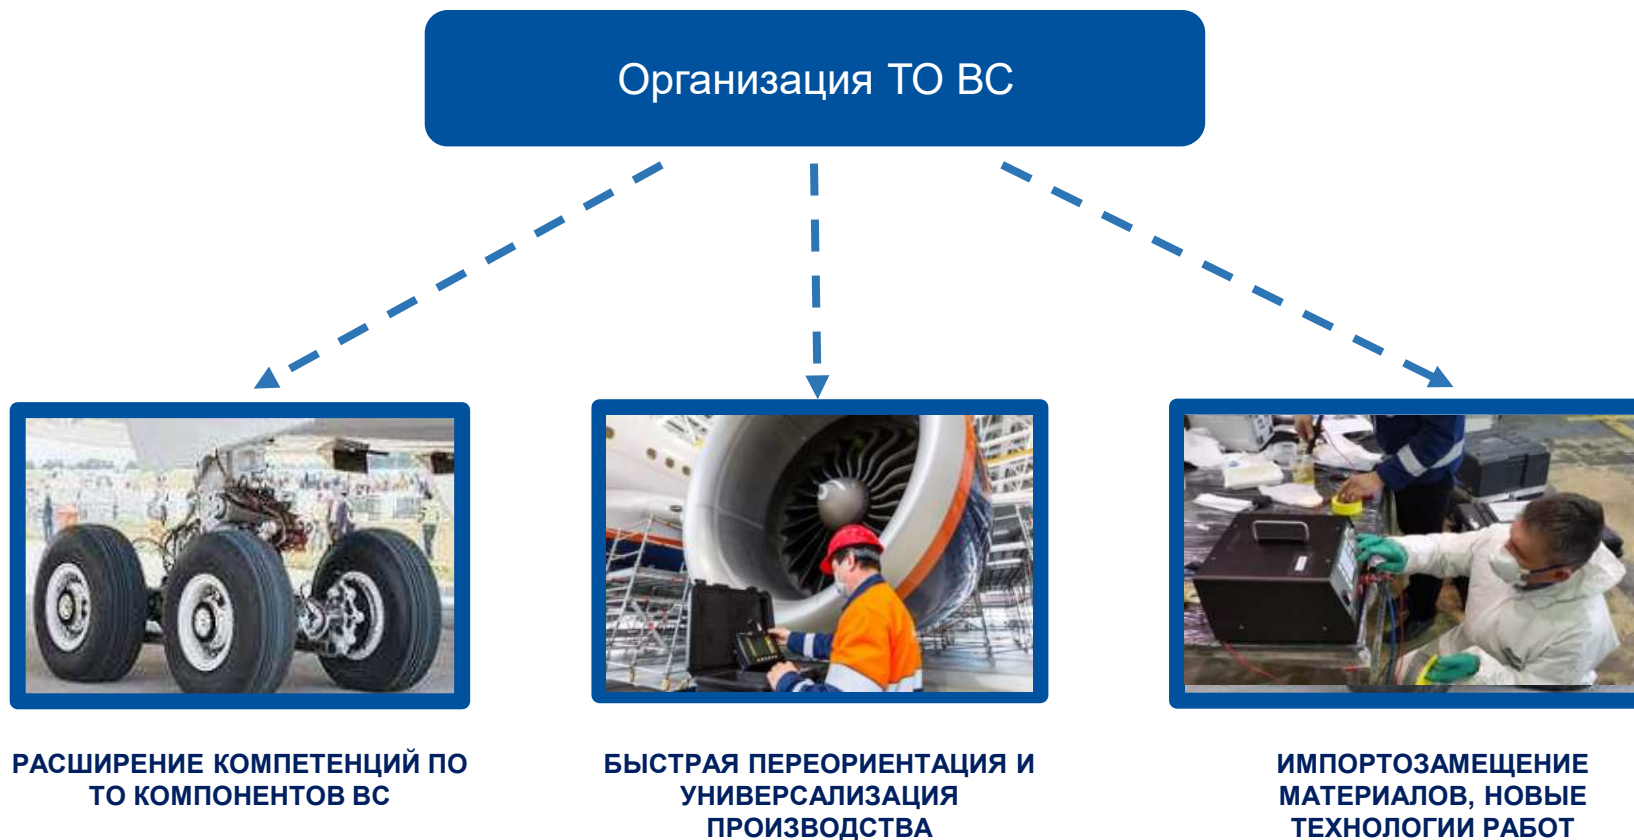 Организация ТО ВС
РАСШИРЕНИЕ КОМПЕТЕНЦИЙ ПО
ТО КОМПОНЕНТОВ ВС
БЫСТРАЯ ПЕРЕОРИЕНТАЦИЯ И
УНИВЕРСАЛИЗАЦИЯ
ПРОИЗВОДСТВА
ИМПОРТОЗАМЕЩЕНИЕ
МАТЕРИАЛОВ, НОВЫЕ
ТЕХНОЛОГИИ РАБОТ